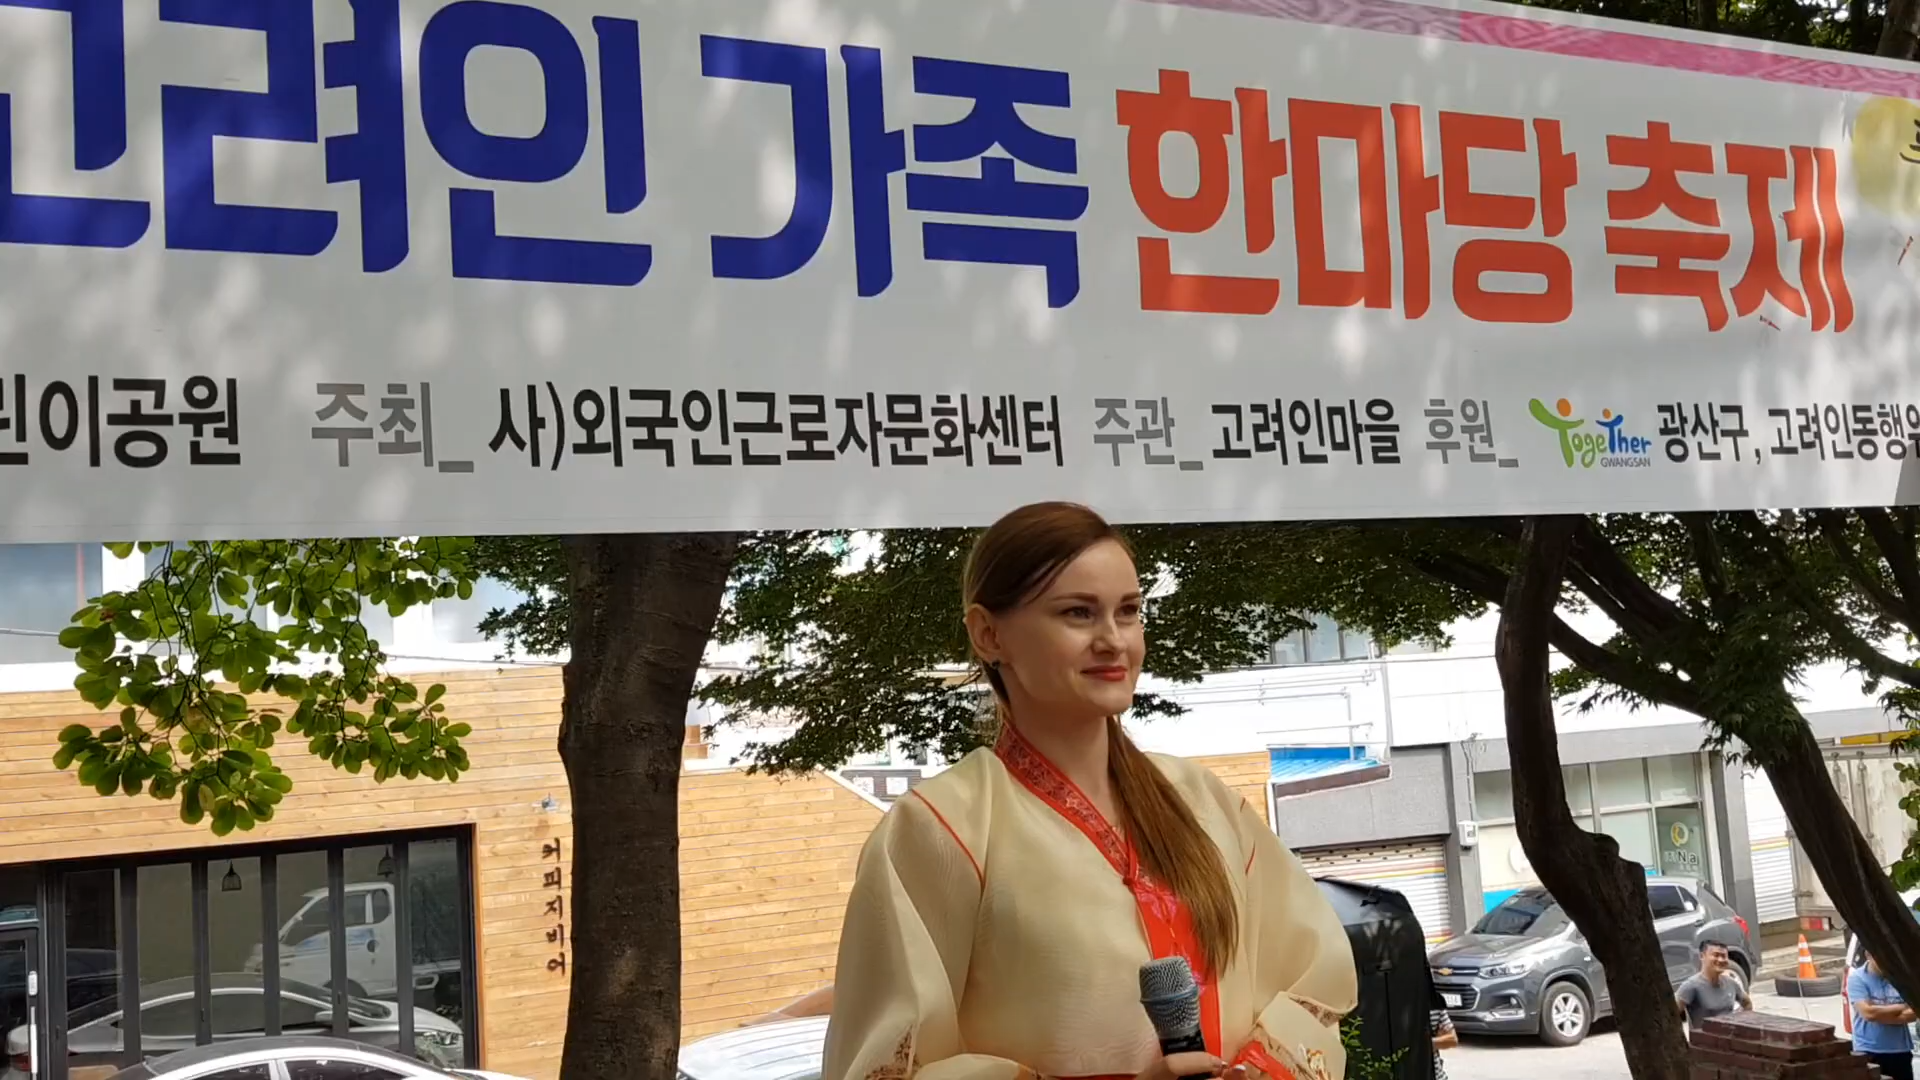 고려인 가족 한마당 축제
린이공원 주최_ 사)외국인근로자문화센터 주관_ 고려인마을 후원_ TogeTher GWANGSAN 광산구, 고려인동행위
커피지비어
Na